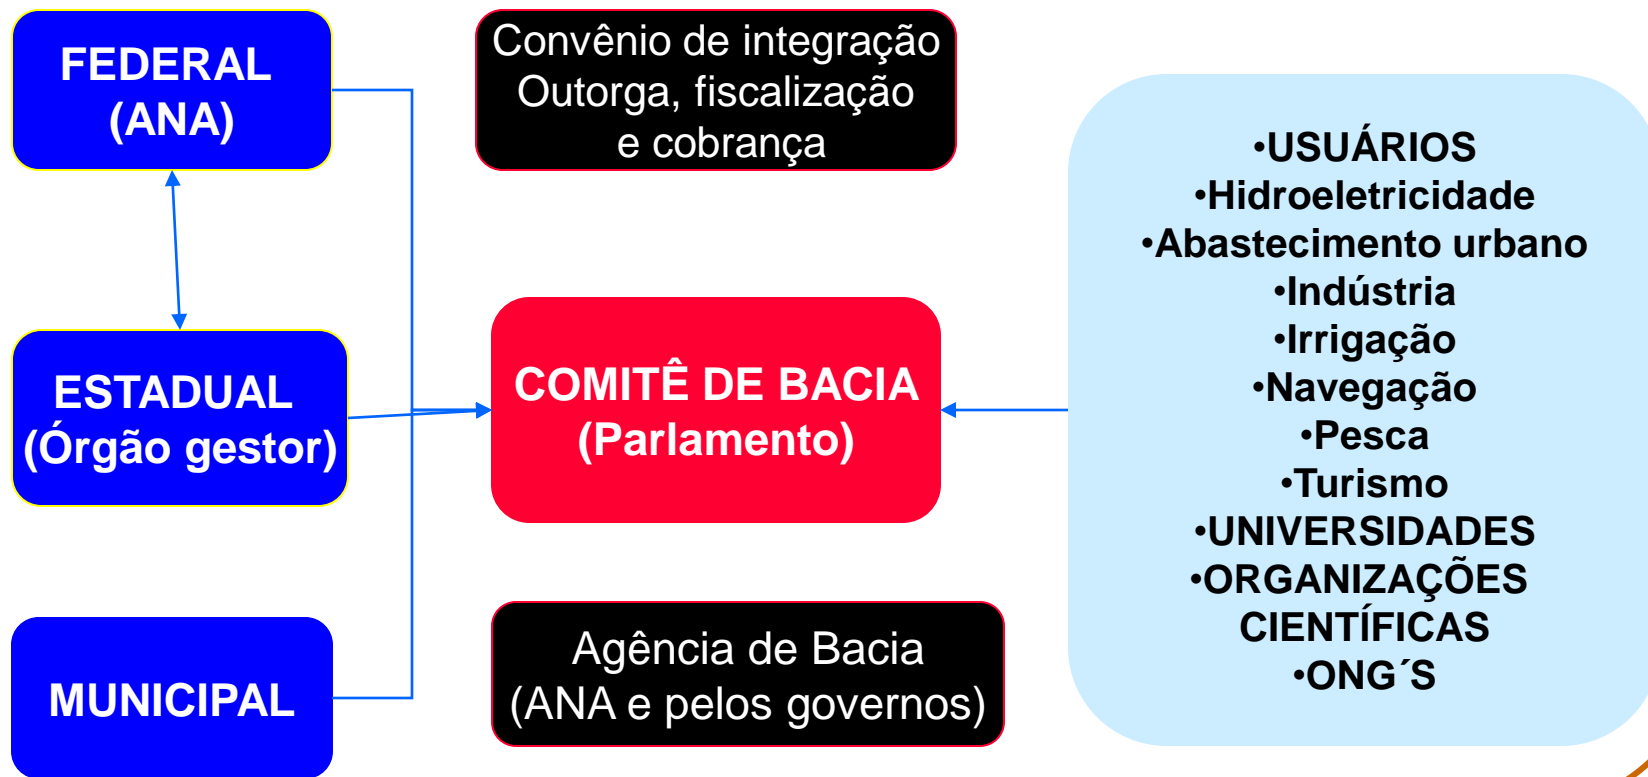 FEDERAL
(ANA)
ESTADUAL
(Órgão gestor)
MUNICIPAL
Convênio de integração
Outorga, fiscalização
e cobrança
COMITÊ DE BACIA
(Parlamento)
Agência de Bacia
(ANA e pelos governos)
•USUÁRIOS
•Hidroeletricidade
•Abastecimento urbano
•Indústria
•Irrigação
•Navegação
•Pesca
•Turismo
•UNIVERSIDADES
•ORGANIZAÇÕES
CIENTÍFICAS
•ONG´S